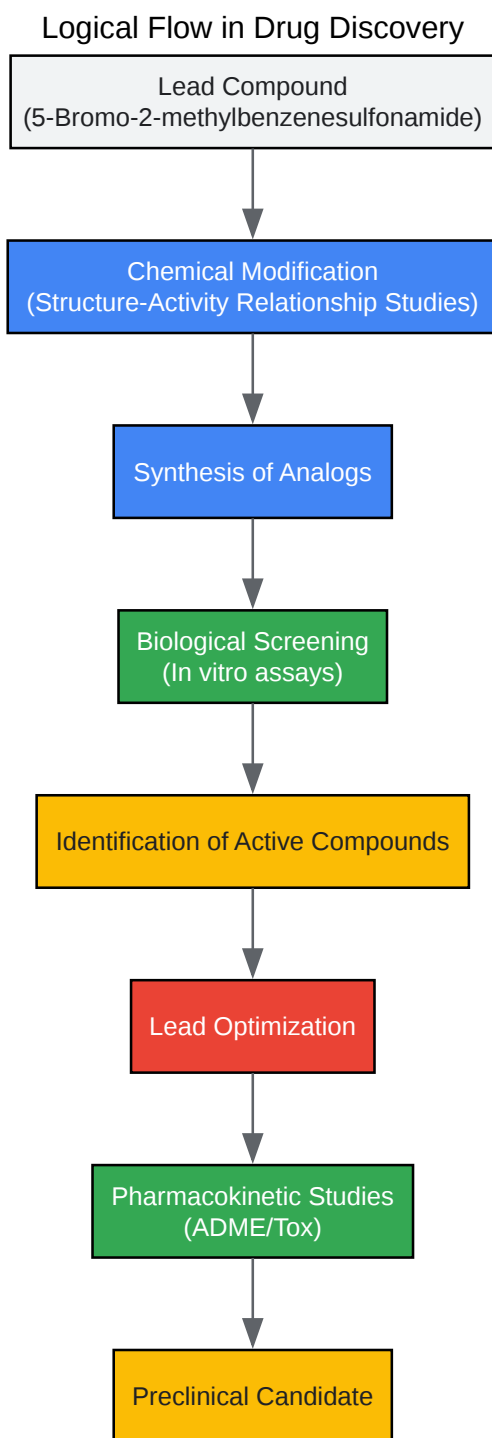 Logical Flow in Drug Discovery
Lead Compound
(5-Bromo-2-methylbenzenesulfonamide)
Chemical Modification
(Structure-Activity Relationship Studies)
Synthesis of Analogs
Biological Screening
(In vitro assays)
Identification of Active Compounds
Lead Optimization
Pharmacokinetic Studies
(ADME/Tox)
Preclinical Candidate